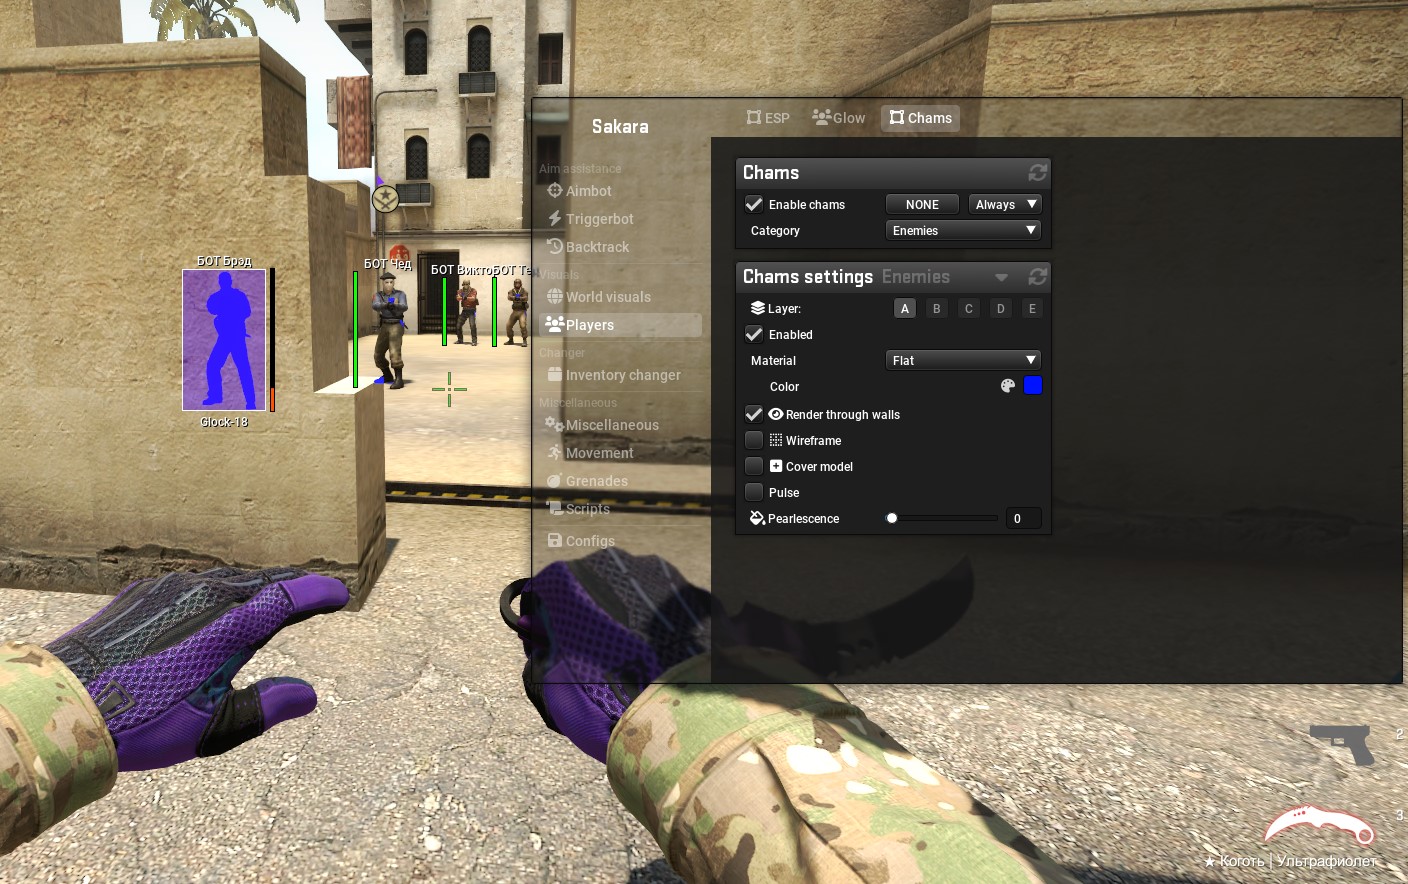 Sakara
ESP Glow Chams
Aim assistance
Aimbot
Triggerbot
Backtrack
Visuals
World visuals
Players
Changer
Inventory changer
Miscellaneous
Miscellaneous
Movement
Grenades
Scripts
Configs
Chams
Enable chams NONE Always
Category Enemies
Chams settings Enemies
Layer: A B C D E
Enabled
Material Flat
Color
Render through walls
Wireframe
Cover model
Pulse
Pearlescence 0
БОТ Брэд
Glock-18
БОТ Чед
БОТ Викто
БОТ Те
2
3
★ Коготь | Ультрафиолет